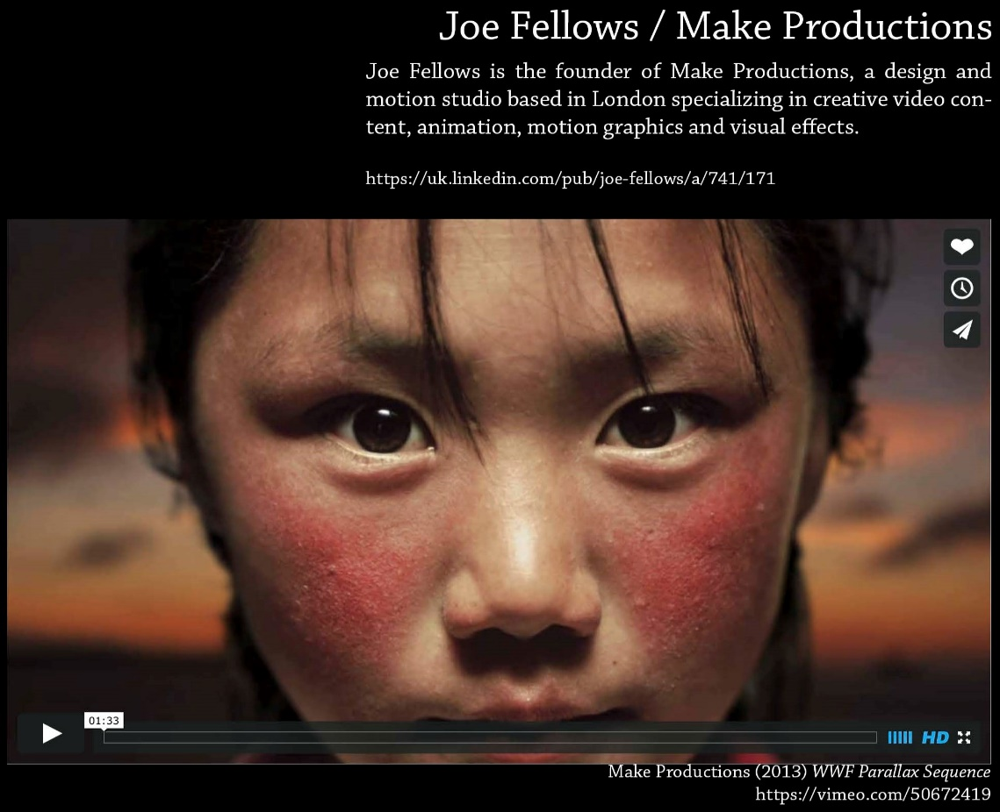 Joe Fellows / Make Productions
Joe Fellows is the founder of Make Productions, a design and
motion studio based in London specializing in creative video con-
tent, animation, motion graphics and visual effects.
https://uk.linkedin.com/pub/joe-fellows/a/741/171
01:33
HD
Make Productions (2013) WWF Parallax Sequence
https://vimeo.com/50672419